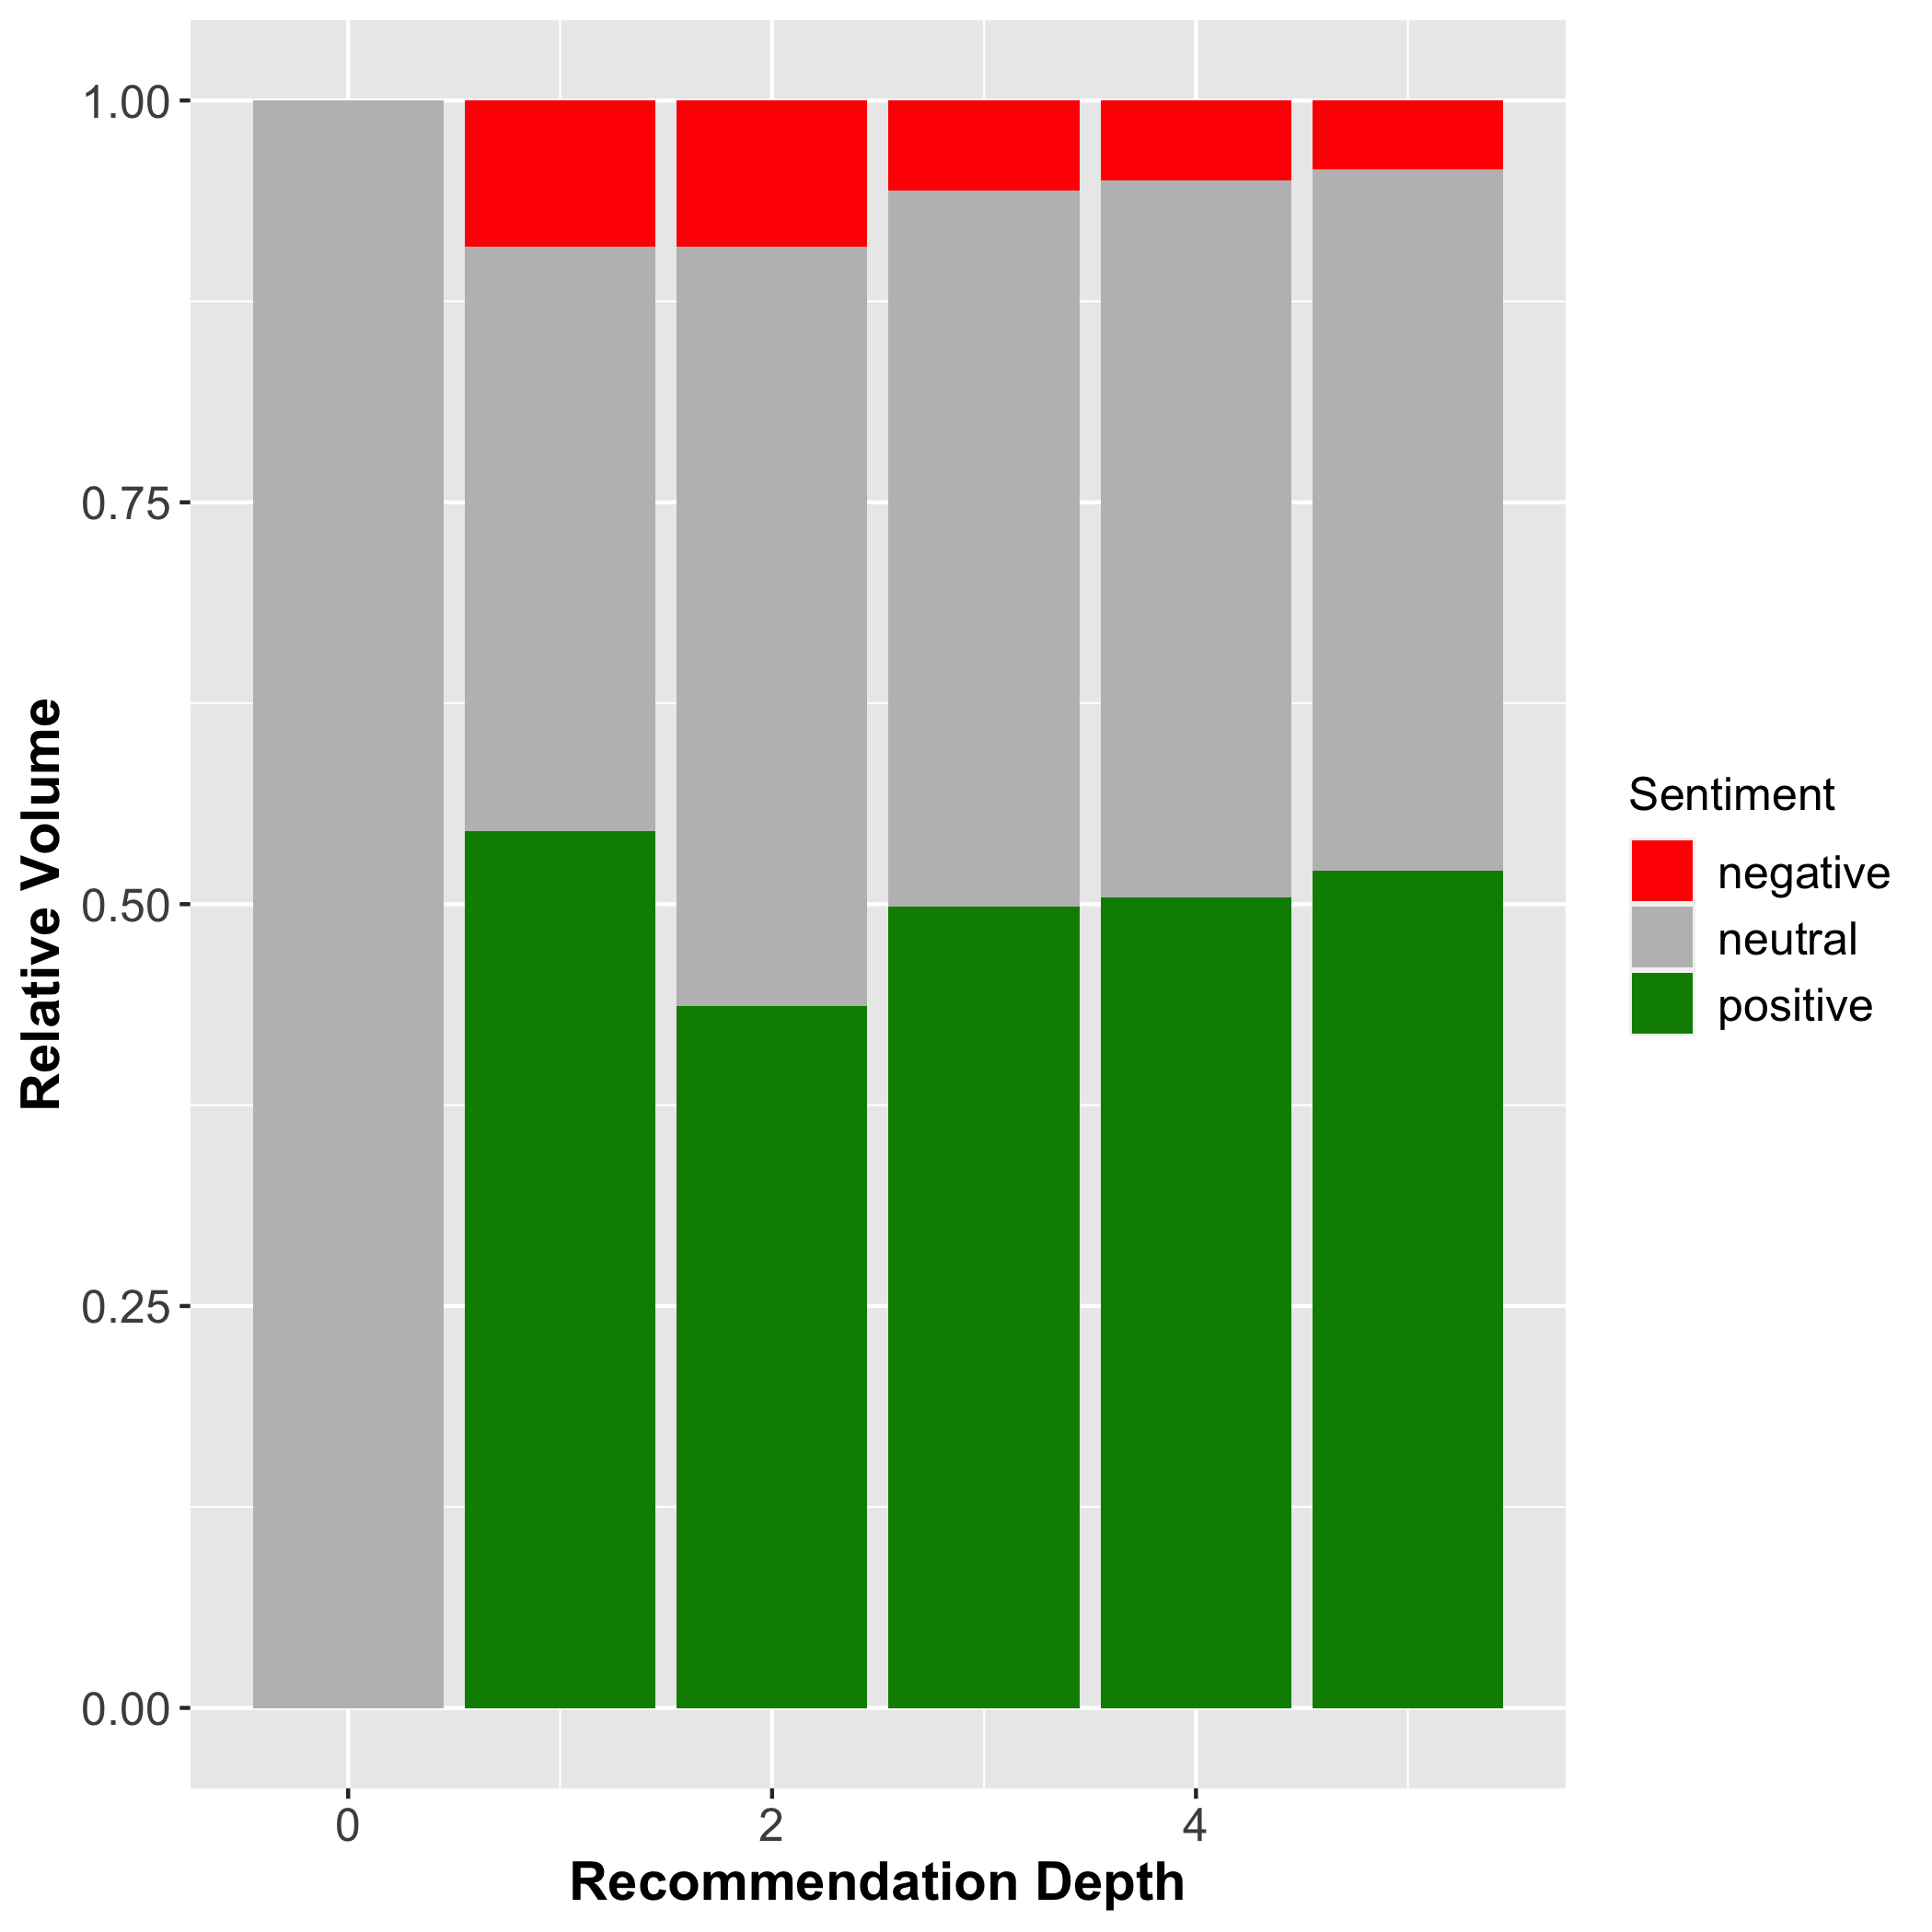 1.00
0.75
0.50
0.25
0.00
Relative Volume
0 2 4
Recommendation Depth
Sentiment
negative
neutral
positive